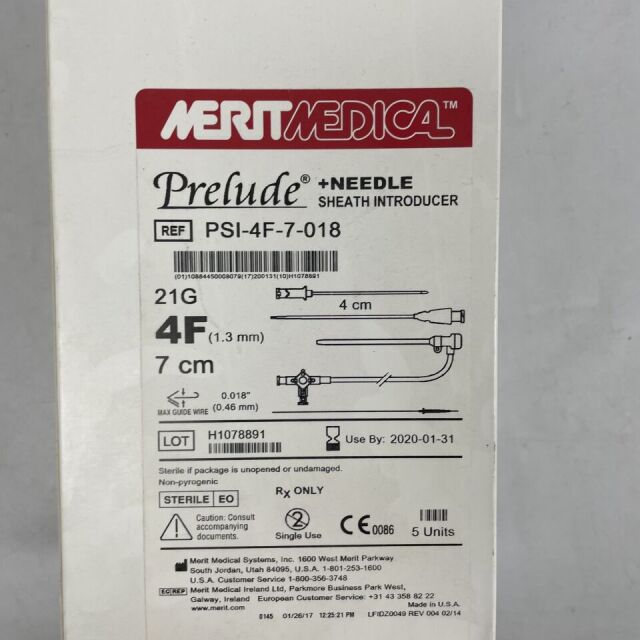 MERIT MEDICAL™
Prelude® +NEEDLE
SHEATH INTRODUCER
REF PSI-4F-7-018
(01)10884450009079(17)200131(10)H1078891
21G
4 cm
4F (1.3 mm)
7 cm
0.018"
MAX GUIDE WIRE (0.46 mm)
LOT H1078891
Use By: 2020-01-31
Sterile if package is unopened or undamaged.
Non-pyrogenic
STERILE EO
Rx ONLY
Caution: Consult
accompanying
documents.
2
Single Use
CE 0086
5 Units
Merit Medical Systems, Inc. 1600 West Merit Parkway
South Jordan, Utah 84095, U.S.A. 1-801-253-1600
U.S.A. Customer Service 1-800-356-3748
EC REP Merit Medical Ireland Ltd, Parkmore Business Park West,
Galway, Ireland European Customer Service +31 43 358 82 22
www.merit.com Made in U.S.A.
0145 01/26/17 12:25:21 PM LFIDZ0049 REV 004 02/14